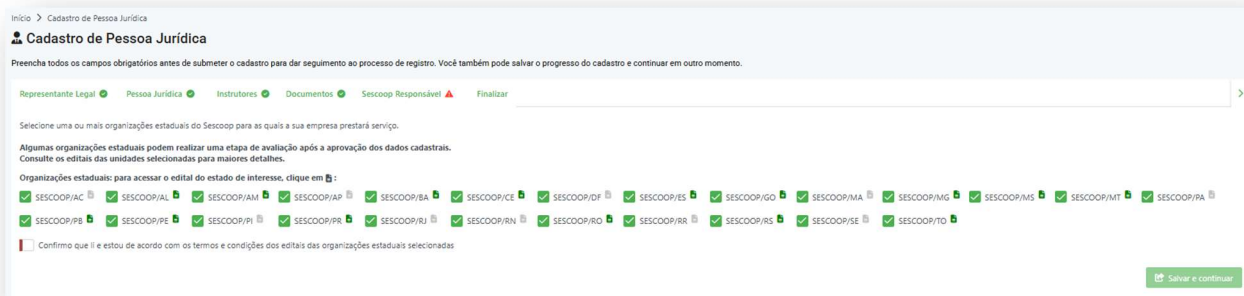 Início > Cadastro de Pessoa Jurídica
Cadastro de Pessoa Jurídica
Preencha todos os campos obrigatórios antes de submeter o cadastro para dar seguimento ao processo de registro. Você também pode salvar o progresso do cadastro e continuar em outro momento.
Representante Legal Pessoa Jurídica Instrutores Documentos Sescoop Responsável Finalizar
Selecione uma ou mais organizações estaduais do Sescoop para as quais a sua empresa prestará serviço.
Algumas organizações estaduais podem realizar uma etapa de avaliação após a aprovação dos dados cadastrais.
Consulte os editais das unidades selecionadas para maiores detalhes.
Organizações estaduais: para acessar o edital do estado de interesse, clique em :
SESCOOP/AC SESCOOP/AL SESCOOP/AM SESCOOP/AP SESCOOP/BA SESCOOP/CE SESCOOP/DF SESCOOP/ES SESCOOP/GO SESCOOP/MA SESCOOP/MG SESCOOP/MS SESCOOP/MT SESCOOP/PA
SESCOOP/PB SESCOOP/PE SESCOOP/PI SESCOOP/PR SESCOOP/RJ SESCOOP/RN SESCOOP/RO SESCOOP/RR SESCOOP/RS SESCOOP/SE SESCOOP/TO
Confirmo que li e estou de acordo com os termos e condições dos editais das organizações estaduais selecionadas
Salvar e continuar